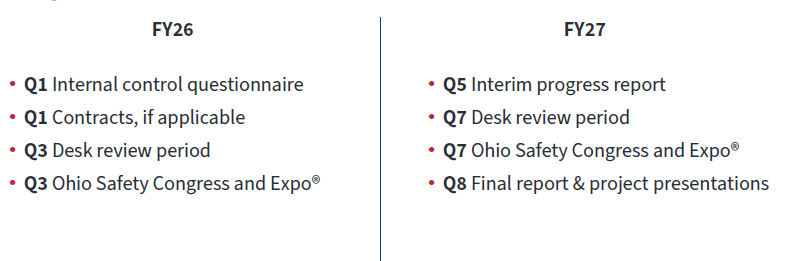 FY26
• Q1 Internal control questionnaire
• Q1 Contracts, if applicable
• Q3 Desk review period
• Q3 Ohio Safety Congress and Expo®
FY27
• Q5 Interim progress report
• Q7 Desk review period
• Q7 Ohio Safety Congress and Expo®
• Q8 Final report & project presentations